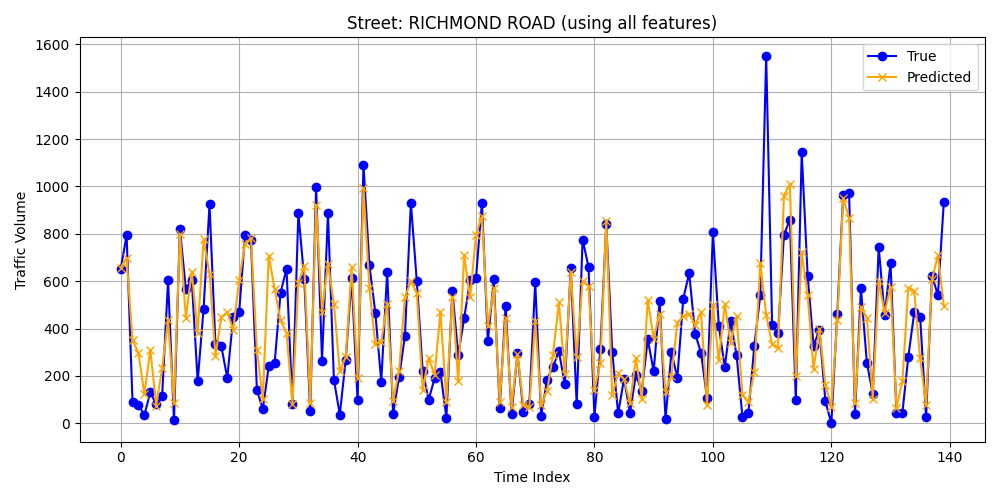 Street: RICHMOND ROAD (using all features)
True
Predicted
Traffic Volume
1600
1400
1200
1000
800
600
400
200
0
0 20 40 60 80 100 120 140
Time Index